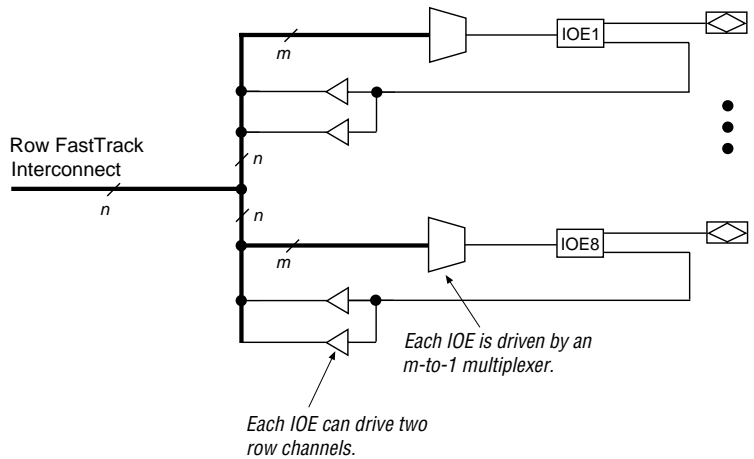 m
IOE1
Row FastTrack
Interconnect
n
n
n
m
IOE8
Each IOE is driven by an
m-to-1 multiplexer.
Each IOE can drive two
row channels.